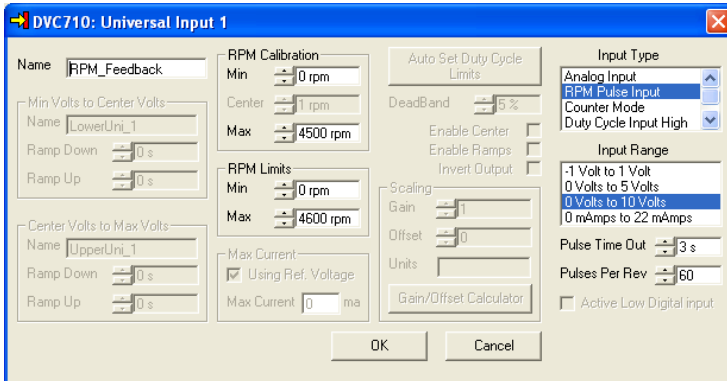 DVC710: Universal Input 1
Name RPM_Feedback
Min Volts to Center Volts
Name LowerUni_1
Ramp Down 0 s
Ramp Up 0 s
Center Volts to Max Volts
Name UpperUni_1
Ramp Down 0 s
Ramp Up 0 s
RPM Calibration
Min 0 rpm
Center 1 rpm
Max 4500 rpm
RPM Limits
Min 0 rpm
Max 4600 rpm
Max Current
Using Ref. Voltage
Max Current 0 ma
Auto Set Duty Cycle
Limits
DeadBand 5 %
Enable Center
Enable Ramps
Invert Output
Scaling
Gain 1
Offset 0
Units
Gain/Offset Calculator
Input Type
Analog Input
RPM Pulse Input
Counter Mode
Duty Cycle Input High
Input Range
-1 Volt to 1 Volt
0 Volts to 5 Volts
0 Volts to 10 Volts
0 mAmps to 22 mAmps
Pulse Time Out 3 s
Pulses Per Rev 60
Active Low Digital input
OK
Cancel